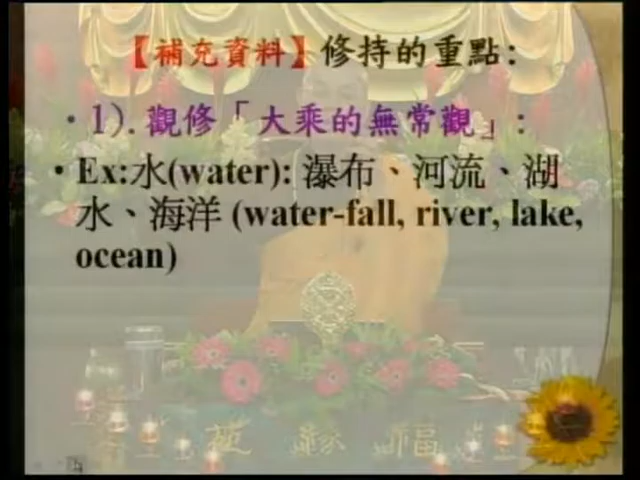 【補充資料】修持的重點:
• 1). 觀修「大乘的無常觀」:
• Ex:水(water): 瀑布、河流、湖
水、海洋 (water-fall, river, lake,
ocean)
福